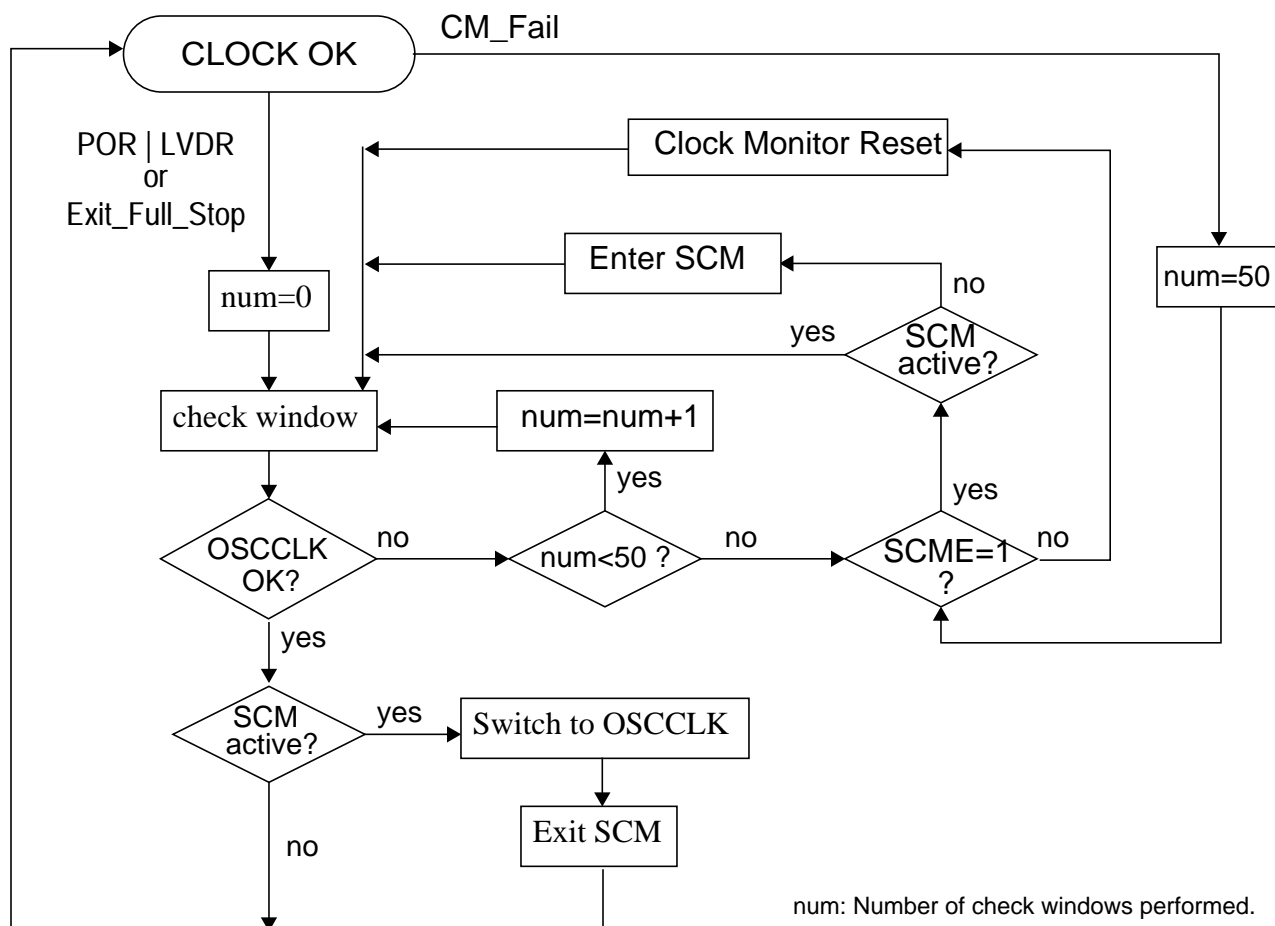 CM_Fail
CLOCK OK
POR | LVDR
or
Exit_Full_Stop
Clock Monitor Reset
Enter SCM
no
num=50
num=0
yes
SCM
active?
check window
num=num+1
yes
yes
OSCCLK
OK?
no
num<50 ?
no
SCME=1
?
no
yes
SCM
active?
yes
Switch to OSCCLK
Exit SCM
no
num: Number of check windows performed.